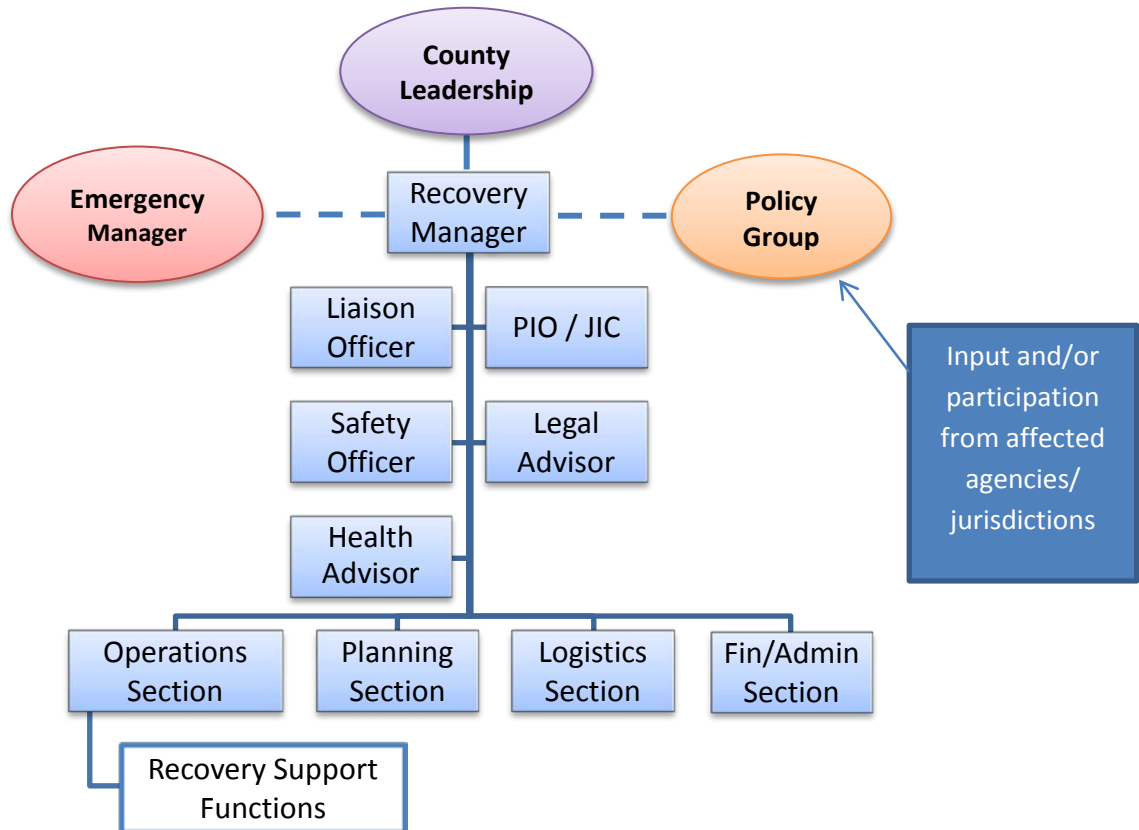 County
Leadership
Emergency
Manager
Recovery
Manager
Policy
Group
Liaison
Officer
PIO / JIC
Input and/or
participation
from affected
agencies/
jurisdictions
Safety
Officer
Legal
Advisor
Health
Advisor
Operations
Section
Planning
Section
Logistics
Section
Fin/Admin
Section
Recovery Support
Functions